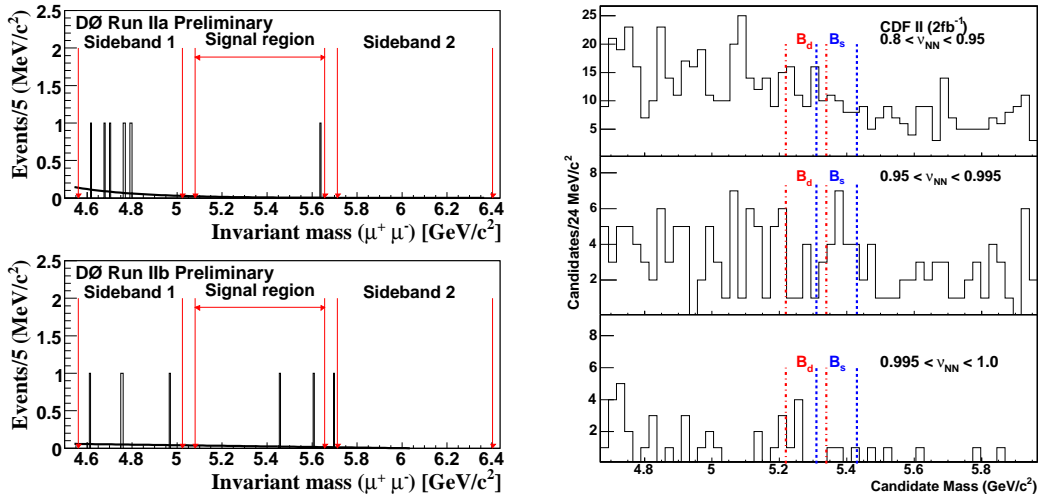 DØ Run IIa Preliminary
Sideband 1 Signal region Sideband 2
Events/5 (MeV/c²)
2.5
2
1.5
1
0.5
0
4.6 4.8 5 5.2 5.4 5.6 5.8 6 6.2 6.4
Invariant mass (μ⁺ μ⁻) [GeV/c²]
DØ Run IIb Preliminary
Sideband 1 Signal region Sideband 2
Events/5 (MeV/c²)
2.5
2
1.5
1
0.5
0
4.6 4.8 5 5.2 5.4 5.6 5.8 6 6.2 6.4
Invariant mass (μ⁺ μ⁻) [GeV/c²]
CDF II (2fb⁻¹)
0.8 < ν_NN < 0.95
B_d B_s
25
20
15
10
5
0.95 < ν_NN < 0.995
B_d B_s
8
6
4
2
Candidates/24 MeV/c²
0.995 < ν_NN < 1.0
B_d B_s
8
6
4
2
4.8 5 5.2 5.4 5.6 5.8
Candidate Mass (GeV/c²)